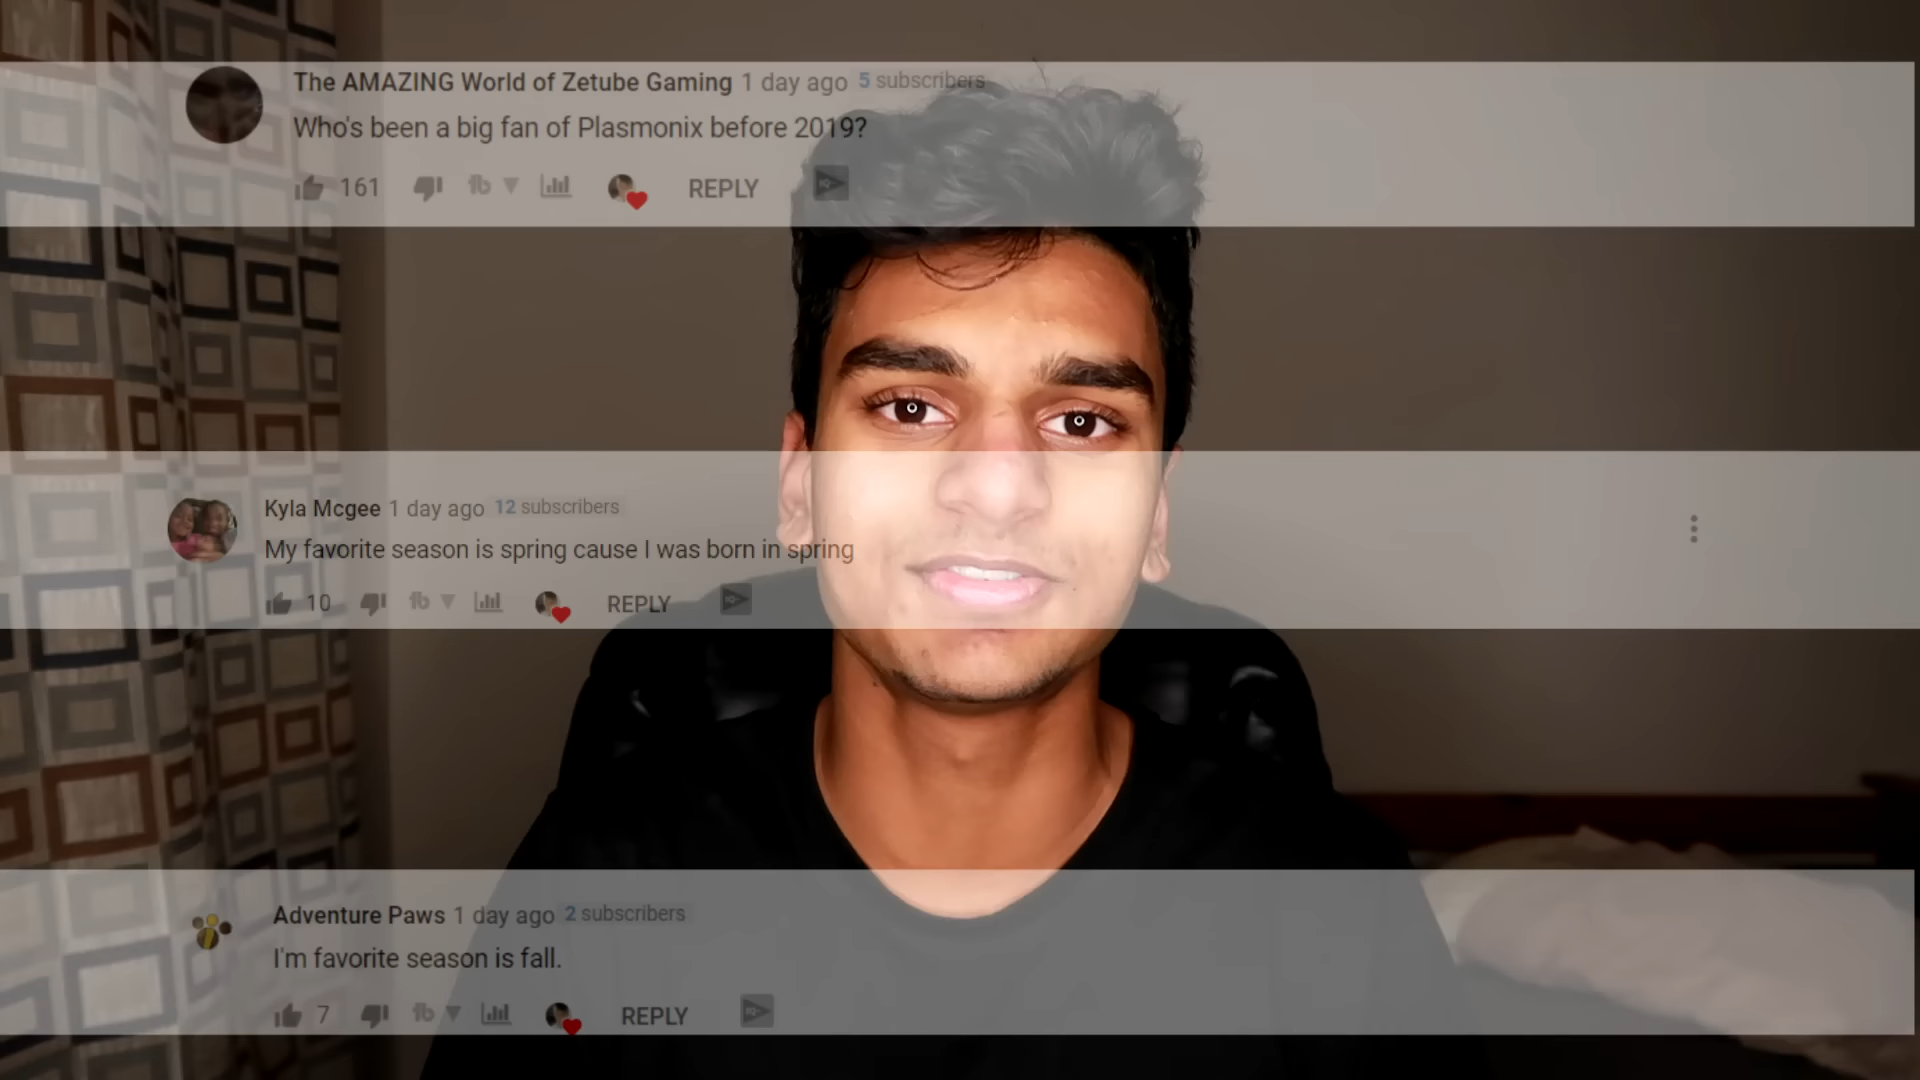 The AMAZING World of Zetube Gaming 1 day ago 5 subscribers
Who's been a big fan of Plasmonix before 2019?
161 REPLY
Kyla Mcgee 1 day ago 12 subscribers
My favorite season is spring cause I was born in spring
10 REPLY
Adventure Paws 1 day ago 2 subscribers
I'm favorite season is fall.
7 REPLY